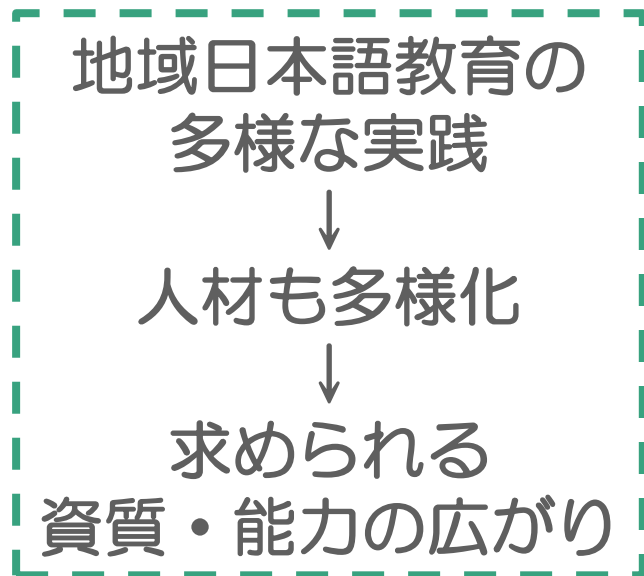 地域日本語教育の
多様な実践
↓
人材も多様化
↓
求められる
資質・能力の広がり